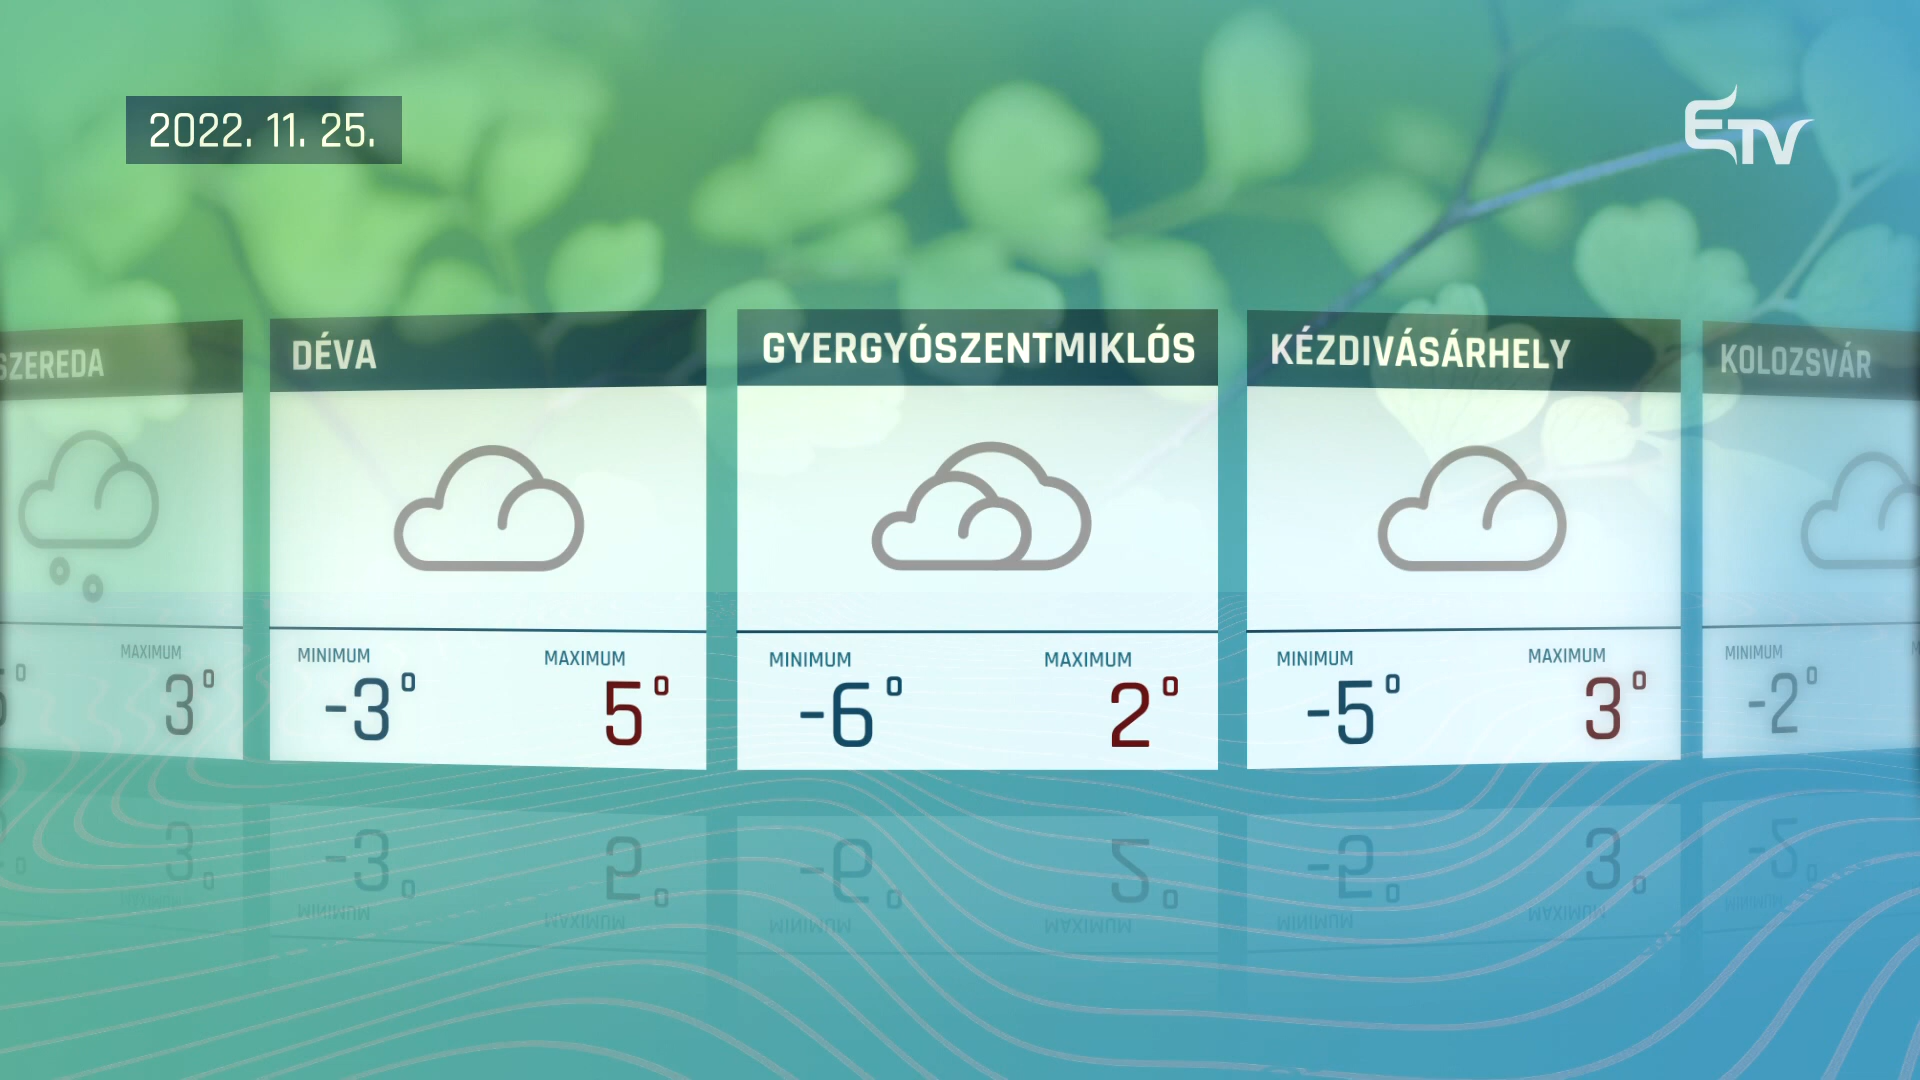 2022. 11. 25.
ETV
SZEREDA
MAXIMUM
3°
DÉVA
MINIMUM
-3°
MAXIMUM
5°
GYERGYÓSZENTMIKLÓS
MINIMUM
-6°
MAXIMUM
2°
KÉZDIVÁSÁRHELY
MINIMUM
-5°
MAXIMUM
3°
KOLOZSVÁR
MINIMUM
-2°